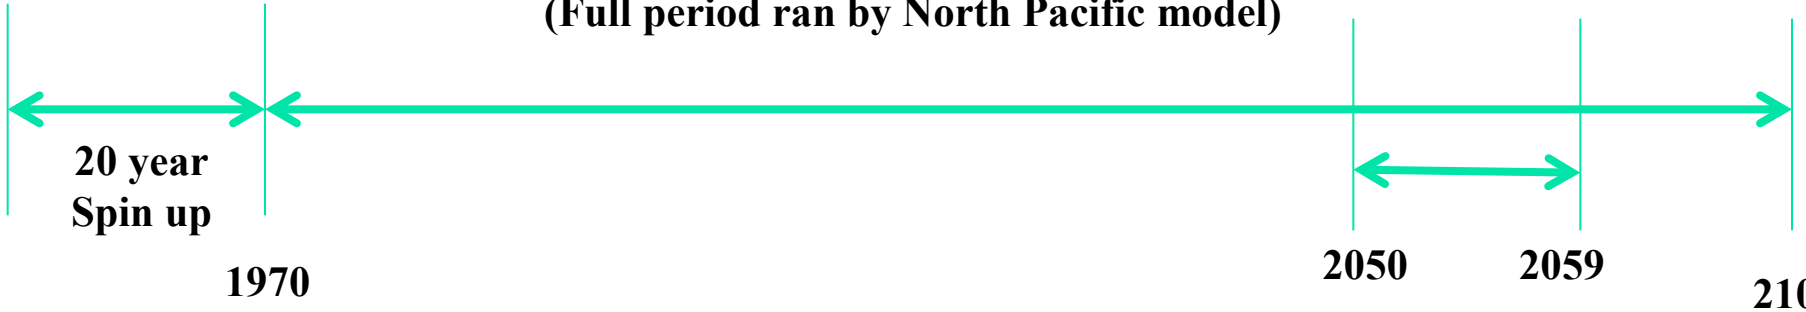 (Full period ran by North Pacific model)
20 year
Spin up
1970
2050
2059